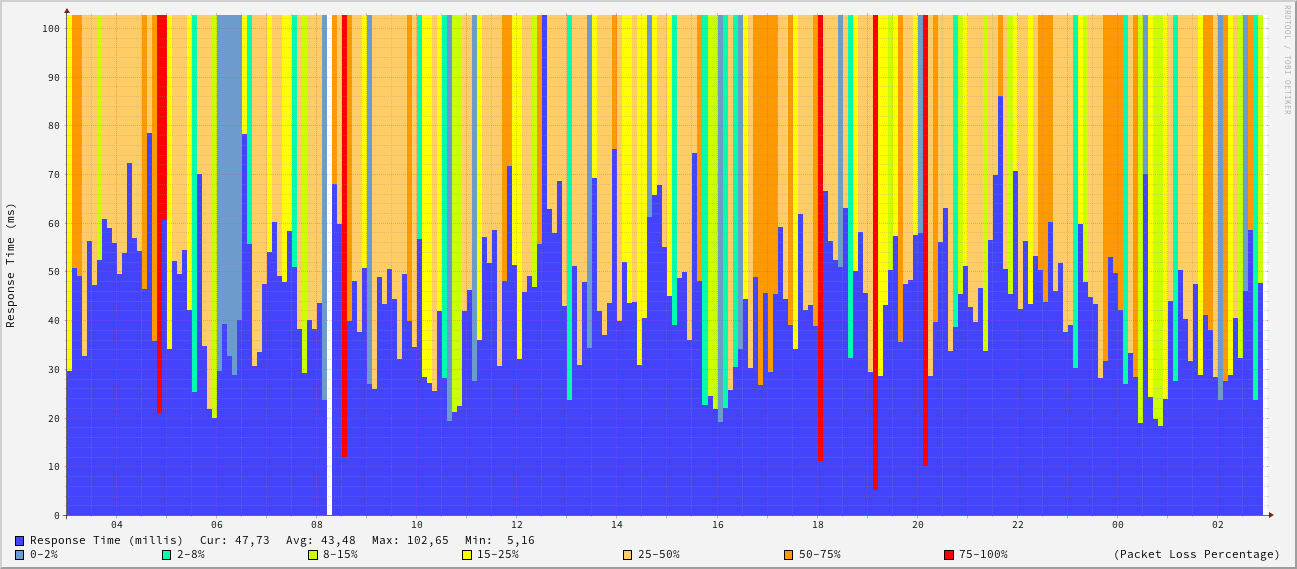 RRDTOOL / TOBI OETIKER
Response Time (ms)
100
90
80
70
60
50
40
30
20
10
0
04 06 08 10 12 14 16 18 20 22 00 02
Response Time (millis) Cur: 47,73 Avg: 43,48 Max: 102,65 Min: 5,16
0-2% 2-8% 8-15% 15-25% 25-50% 50-75% 75-100% (Packet Loss Percentage)